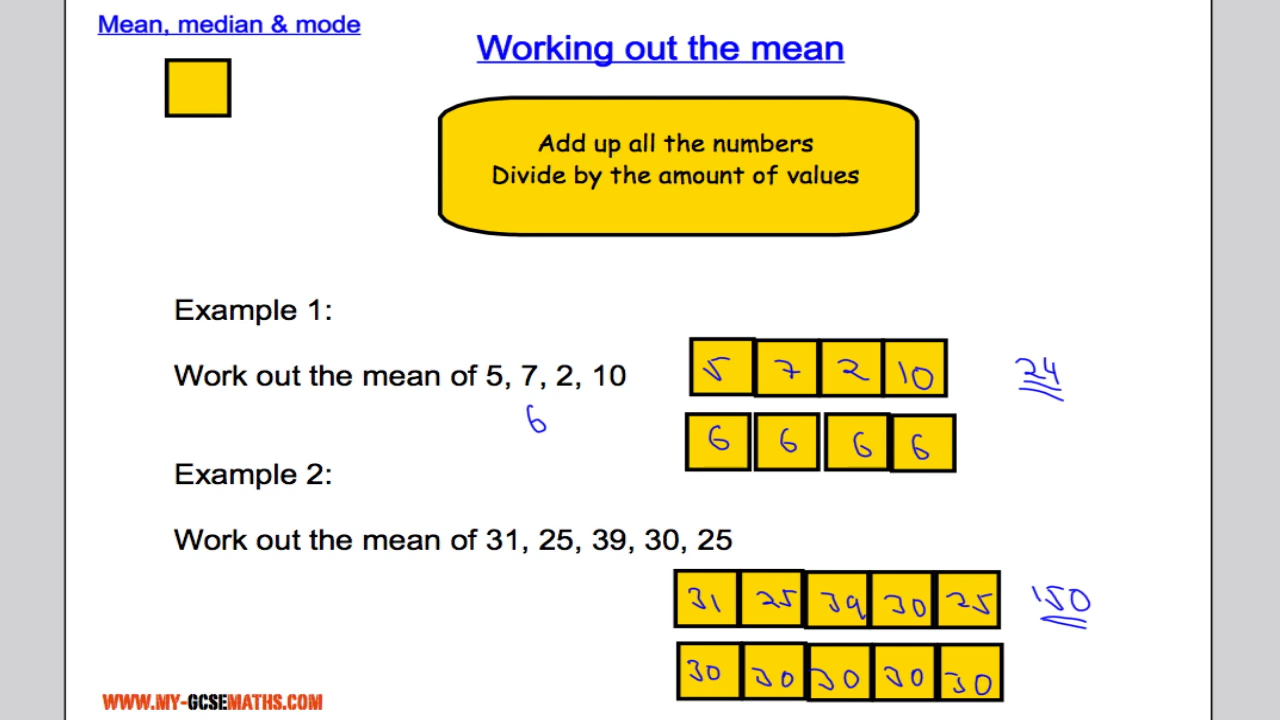 Mean, median & mode
Working out the mean
Add up all the numbers
Divide by the amount of values
Example 1:
Work out the mean of 5, 7, 2, 10
5 7 2 10
24
6
6 6 6 6
Example 2:
Work out the mean of 31, 25, 39, 30, 25
31 25 39 30 25
150
30 30 30 30 30
WWW.MY-GCSEMATHS.COM